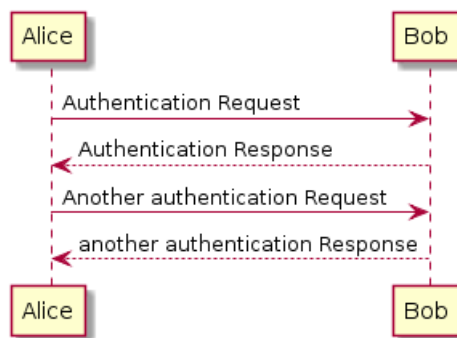 Alice Bob
Authentication Request
Authentication Response
Another authentication Request
another authentication Response
Alice Bob